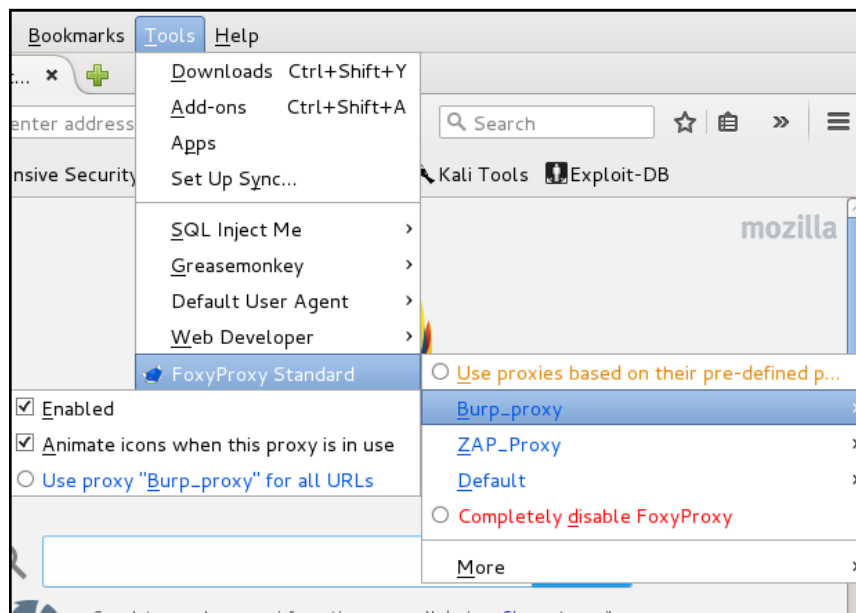 Bookmarks Tools Help
t...
enter address
Search
nsive Security
Kali Tools
Exploit-DB
Downloads Ctrl+Shift+Y
Add-ons Ctrl+Shift+A
Apps
Set Up Sync...
SQL Inject Me
Greasemonkey
Default User Agent
Web Developer
FoxyProxy Standard
mozilla
Use proxies based on their pre-defined p...
Burp_proxy
ZAP_Proxy
Default
Completely disable FoxyProxy
More
Enabled
Animate icons when this proxy is in use
Use proxy "Burp_proxy" for all URLs